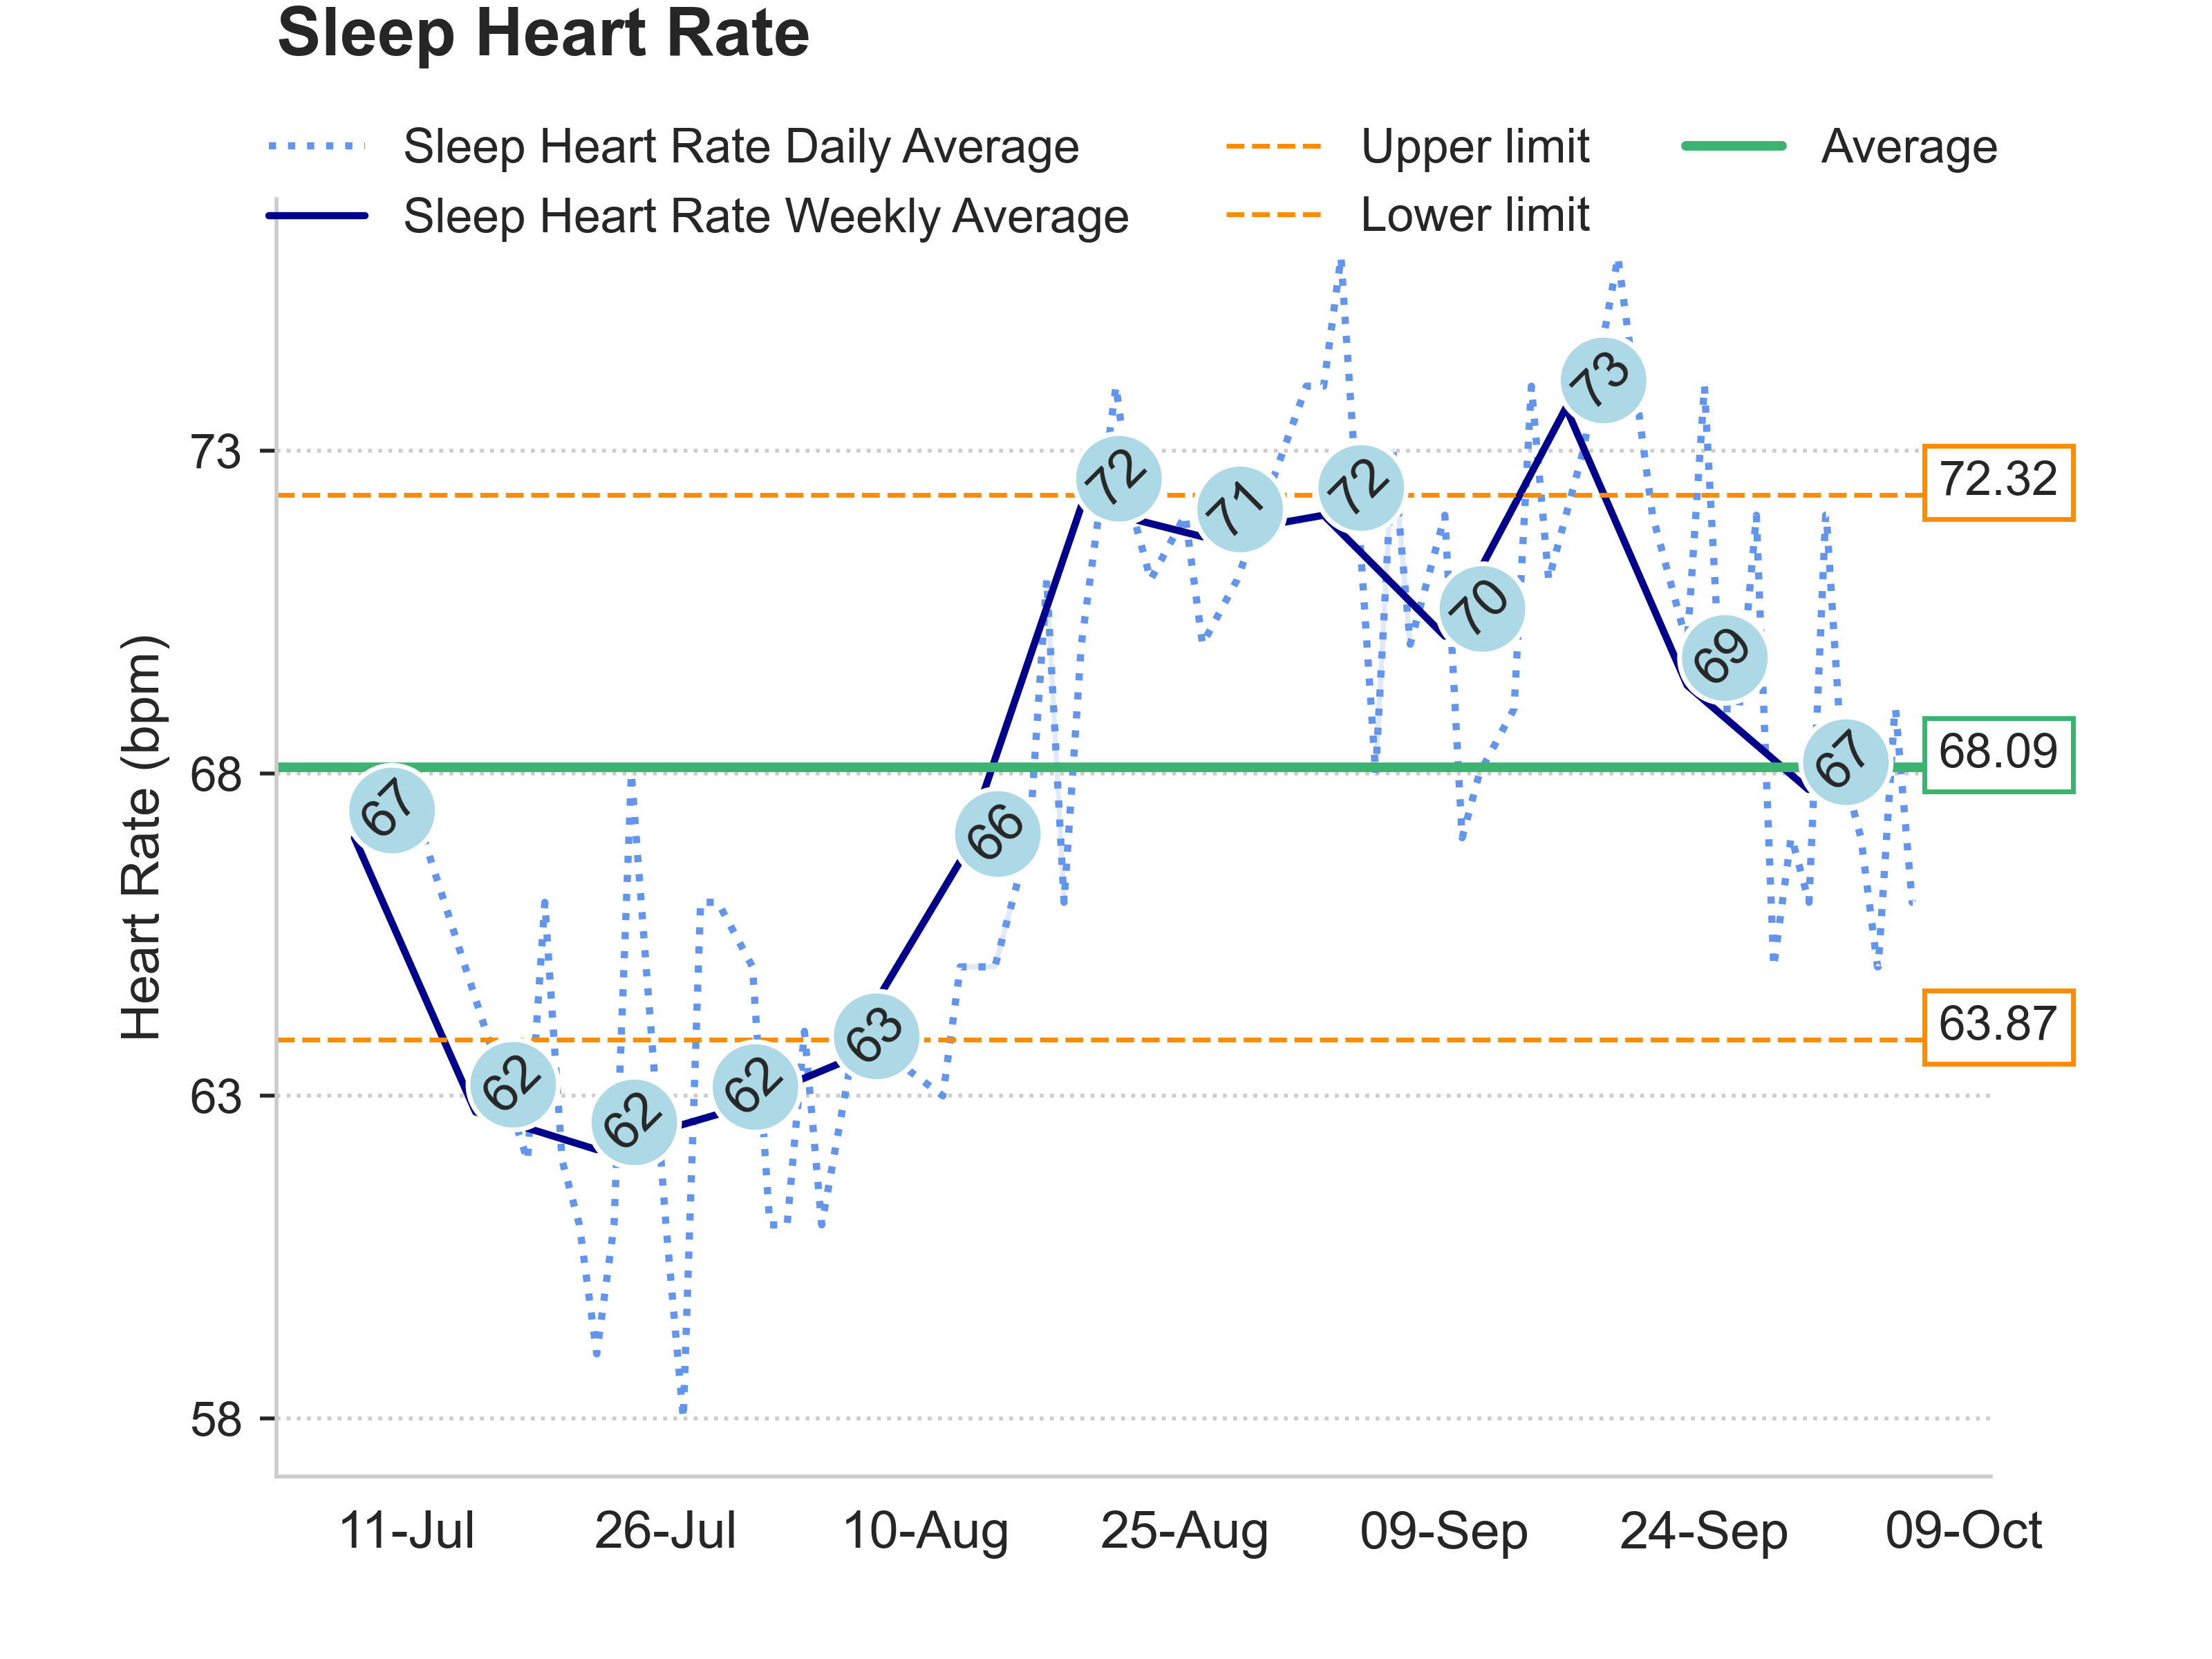 Sleep Heart Rate
Sleep Heart Rate Daily Average
Sleep Heart Rate Weekly Average
Upper limit
Lower limit
Average
Heart Rate (bpm)
73
68
63
58
67
62
62
62
63
66
72
71
72
70
73
69
67
72.32
68.09
63.87
11-Jul
26-Jul
10-Aug
25-Aug
09-Sep
24-Sep
09-Oct